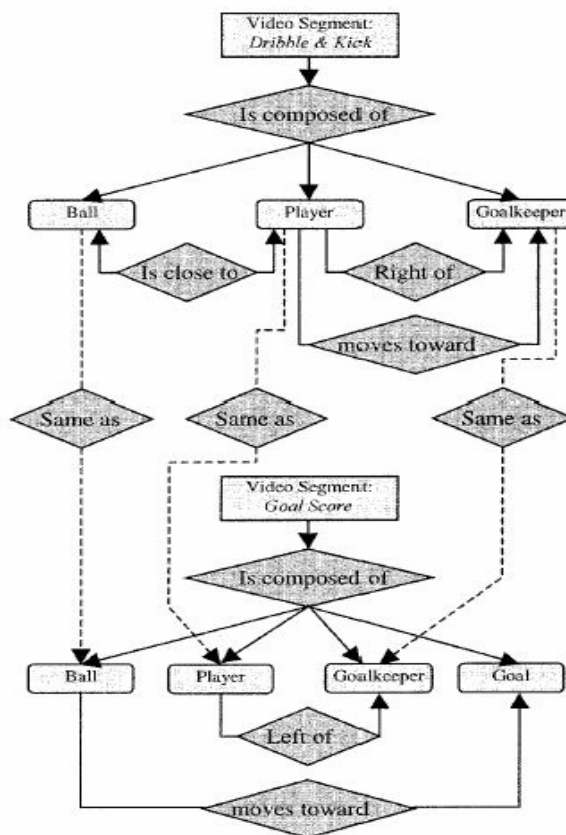 Video Segment:
Dribble & Kick
Is composed of
Ball
Player
Goalkeeper
Is close to
Right of
moves toward
Same as
Same as
Same as
Video Segment:
Goal Score
Is composed of
Ball
Player
Goalkeeper
Goal
Left of
moves toward